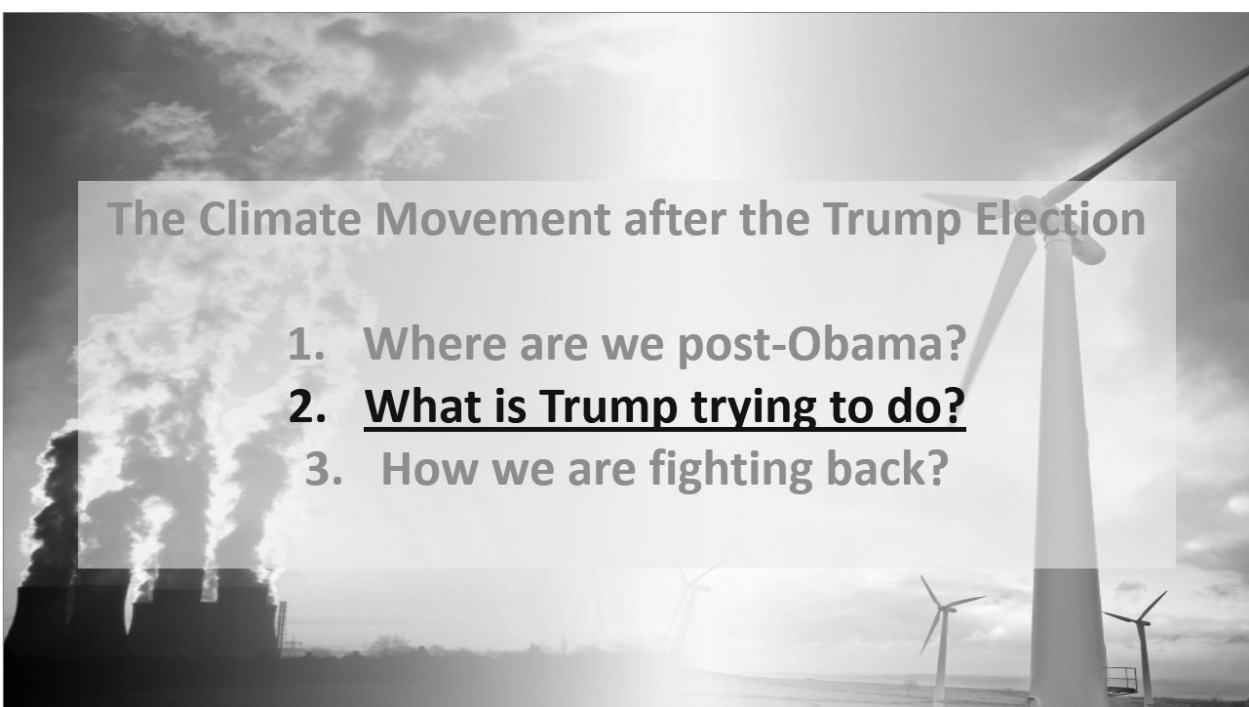 The Climate Movement after the Trump Election
1. Where are we post-Obama?
2. What is Trump trying to do?
3. How we are fighting back?